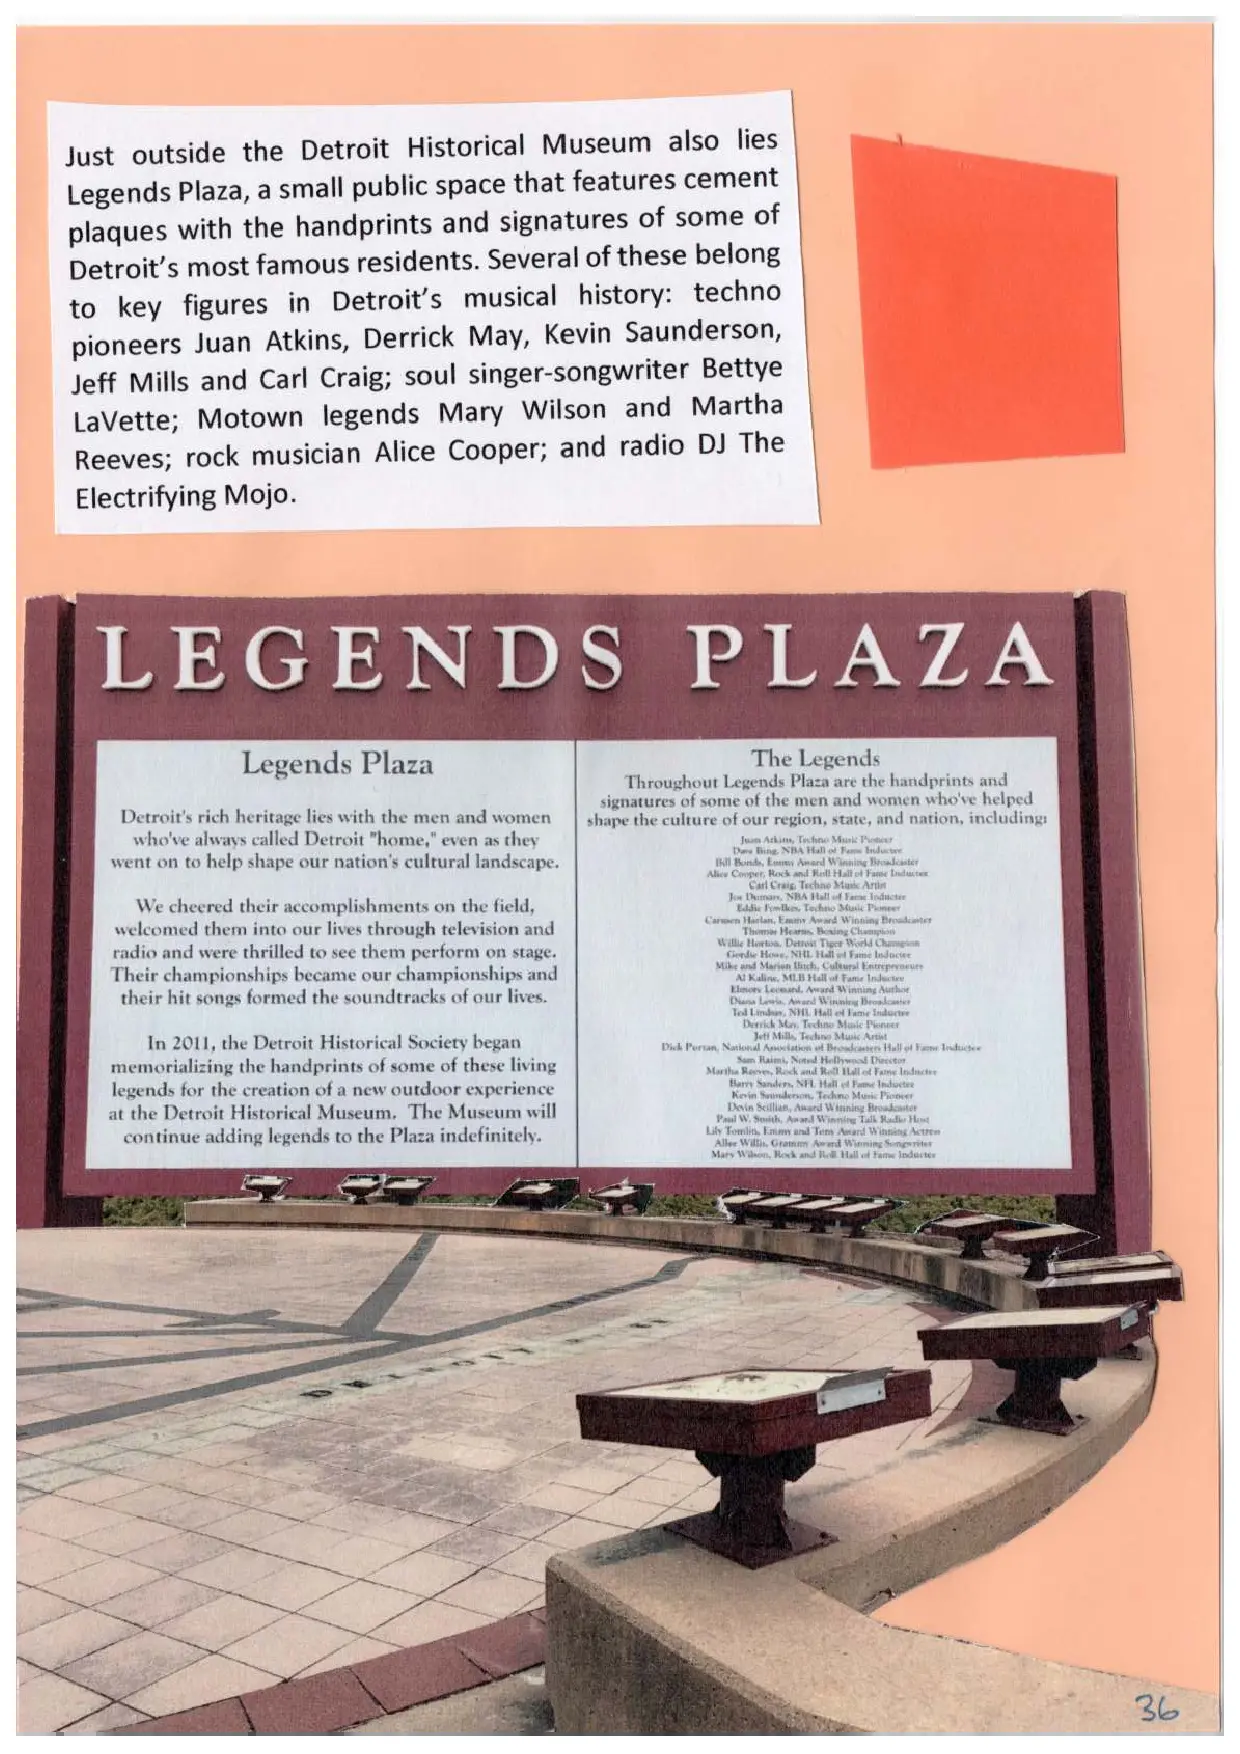 Just outside the Detroit Historical Museum also lies
Legends Plaza, a small public space that features cement
plaques with the handprints and signatures of some of
Detroit's most famous residents. Several of these belong
to key figures in Detroit's musical history: techno
pioneers Juan Atkins, Derrick May, Kevin Saunderson,
Jeff Mills and Carl Craig; soul singer-songwriter Bettye
LaVette; Motown legends Mary Wilson and Martha
Reeves; rock musician Alice Cooper; and radio DJ The
Electrifying Mojo.
LEGENDS PLAZA
Legends Plaza
Detroit's rich heritage lies with the men and women
who've always called Detroit "home," even as they
went on to help shape our nation's cultural landscape.
We cheered their accomplishments on the field,
welcomed them into our lives through television and
radio and were thrilled to see them perform on stage.
Their championships became our championships and
their hit songs formed the soundtracks of our lives.
In 2011, the Detroit Historical Society began
memorializing the handprints of some of these living
legends for the creation of a new outdoor experience
at the Detroit Historical Museum. The Museum will
continue adding legends to the Plaza indefinitely.
The Legends
Throughout Legends Plaza are the handprints and
signatures of some of the men and women who've helped
shape the culture of our region, state, and nation, including:
Juan Atkins, Techno Music Pioneer
Dave Bing, NBA Hall of Fame Inductee
Bill Bonds, Emmy Award Winning Broadcaster
Alice Cooper, Rock and Roll Hall of Fame Inductee
Carl Craig, Techno Music Artist
Joe Dumars, NBA Hall of Fame Inductee
Eddie Fowlkes, Techno Music Pioneer
Carmen Harlan, Emmy Award Winning Broadcaster
Thomas Hearns, Boxing Champion
Willie Horton, Detroit Tiger World Champion
Gordie Howe, NHL Hall of Fame Inductee
Mike and Marian Ilitch, Cultural Entrepreneurs
Al Kaline, MLB Hall of Fame Inductee
Elmore Leonard, Award Winning Author
Diana Lewis, Award Winning Broadcaster
Ted Lindsay, NHL Hall of Fame Inductee
Derrick May, Techno Music Pioneer
Jeff Mills, Techno Music Artist
Dick Purtan, National Association of Broadcasters Hall of Fame Inductee
Sam Raimi, Noted Hollywood Director
Martha Reeves, Rock and Roll Hall of Fame Inductee
Barry Sanders, NFL Hall of Fame Inductee
Kevin Saunderson, Techno Music Pioneer
Devin Scillian, Award Winning Broadcaster
Paul W. Smith, Award Winning Talk Radio Host
Lily Tomlin, Emmy and Tony Award Winning Actress
Allee Willis, Grammy Award Winning Songwriter
Mary Wilson, Rock and Roll Hall of Fame Inductee
DETROIT
36